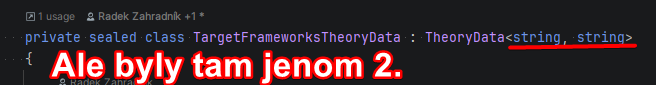 1 usage Radek Zahradník +1 *
private sealed class TargetFrameworksTheoryData : TheoryData<string, string>
{
Ale byly tam jenom 2.
Radek Zahradník